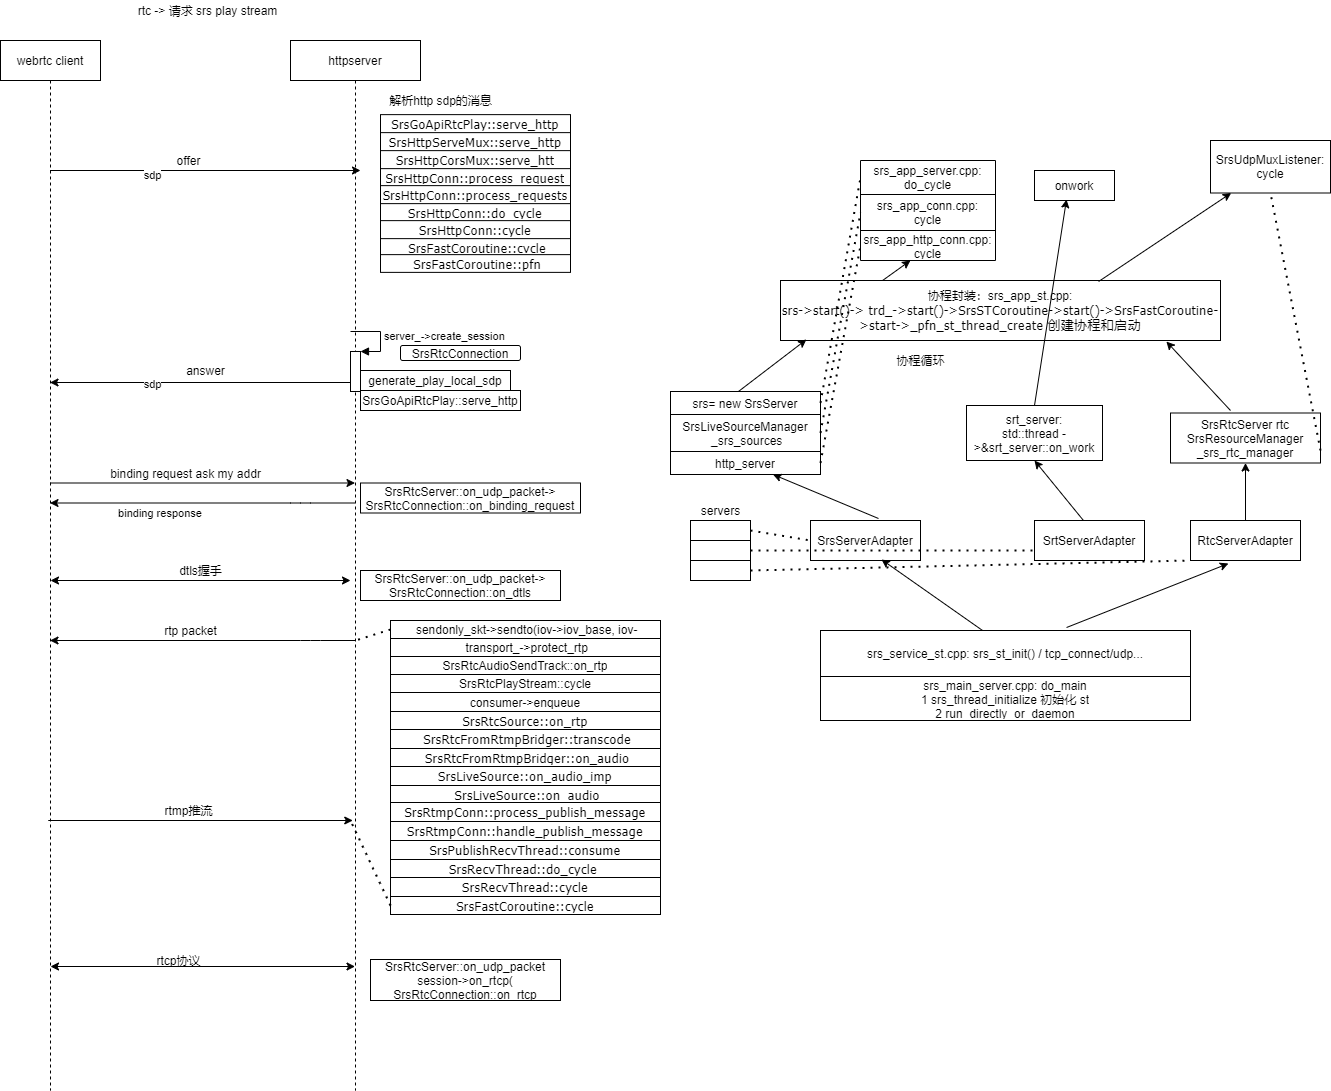 rtc -> 请求 srs play stream
webrtc client
httpserver
解析http sdp的消息
SrsGoApiRtcPlay::serve_http
SrsHttpServeMux::serve_http
SrsHttpCorsMux::serve_htt
SrsHttpConn::process_request
SrsHttpConn::process_requests
SrsHttpConn::do_cycle
SrsHttpConn::cycle
SrsFastCoroutine::cycle
SrsFastCoroutine::pfn
offer
sdp
server_->create_session
SrsRtcConnection
answer
sdp
generate_play_local_sdp
SrsGoApiRtcPlay::serve_http
binding request ask my addr
binding response
SrsRtcServer::on_udp_packet->
SrsRtcConnection::on_binding_request
dtls握手
SrsRtcServer::on_udp_packet->
SrsRtcConnection::on_dtls
rtp packet
sendonly_skt->sendto(iov->iov_base, iov-
transport_->protect_rtp
SrsRtcAudioSendTrack::on_rtp
SrsRtcPlayStream::cycle
consumer->enqueue
SrsRtcSource::on_rtp
SrsRtcFromRtmpBridger::transcode
SrsRtcFromRtmpBridger::on_audio
SrsLiveSource::on_audio_imp
SrsLiveSource::on_audio
SrsRtmpConn::process_publish_message
SrsRtmpConn::handle_publish_message
SrsPublishRecvThread::consume
SrsRecvThread::do_cycle
SrsRecvThread::cycle
SrsFastCoroutine::cycle
rtmp推流
rtcp协议
SrsRtcServer::on_udp_packet
session->on_rtcp(
SrsRtcConnection::on_rtcp
srs_app_server.cpp:
do_cycle
srs_app_conn.cpp:
cycle
srs_app_http_conn.cpp:
cycle
onwork
SrsUdpMuxListener:
cycle
协程封装：srs_app_st.cpp:
srs->start()-> trd_->start()->SrsSTCoroutine->start()->SrsFastCoroutine-
>start->_pfn_st_thread_create 创建协程和启动
协程循环
srs= new SrsServer
SrsLiveSourceManager
_srs_sources
http_server
srt_server:
std::thread -
>&srt_server::on_work
SrsRtcServer rtc
SrsResourceManager
_srs_rtc_manager
servers
SrsServerAdapter
SrtServerAdapter
RtcServerAdapter
srs_service_st.cpp: srs_st_init() / tcp_connect/udp...
srs_main_server.cpp: do_main
1 srs_thread_initialize 初始化 st
2 run_directly_or_daemon